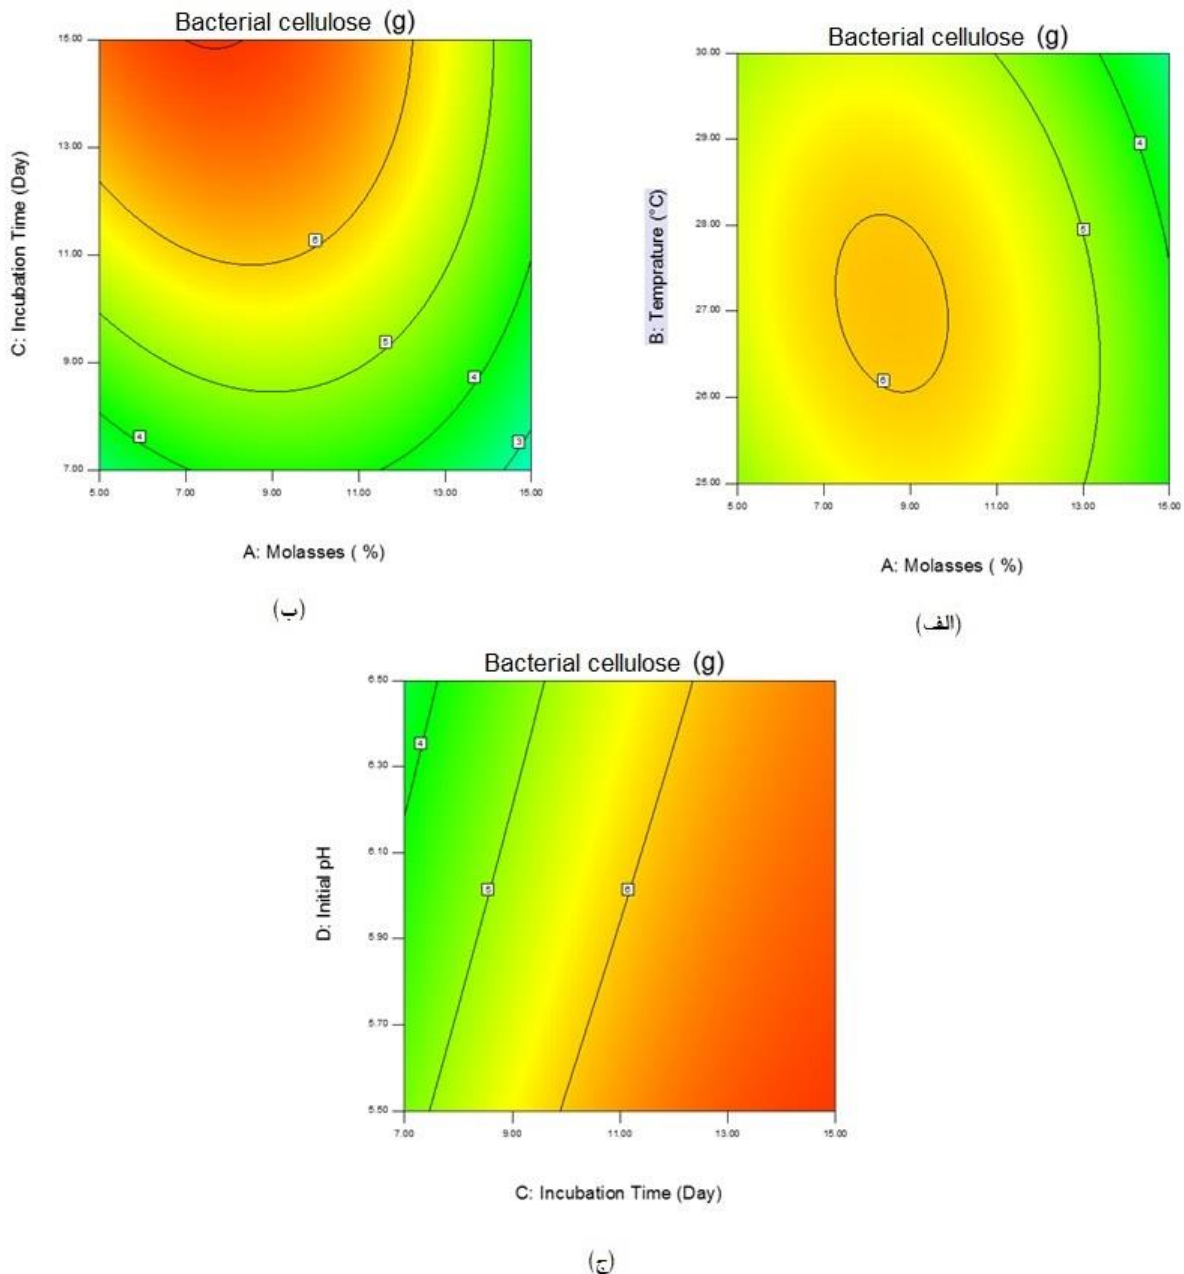 Bacterial cellulose (g)
15.00
13.00
11.00
9.00
7.00
C: Incubation Time (Day)
6
5
4
4
3
5.00 7.00 9.00 11.00 13.00 15.00
A: Molasses ( %)
(ب)
Bacterial cellulose (g)
30.00
29.00
28.00
27.00
26.00
25.00
B: Temprature (°C)
4
5
6
5.00 7.00 9.00 11.00 13.00 15.00
A: Molasses ( %)
(الف)
Bacterial cellulose (g)
6.50
6.30
6.10
5.90
5.70
5.50
D: Initial pH
4
5
6
7.00 9.00 11.00 13.00 15.00
C: Incubation Time (Day)
(ج)